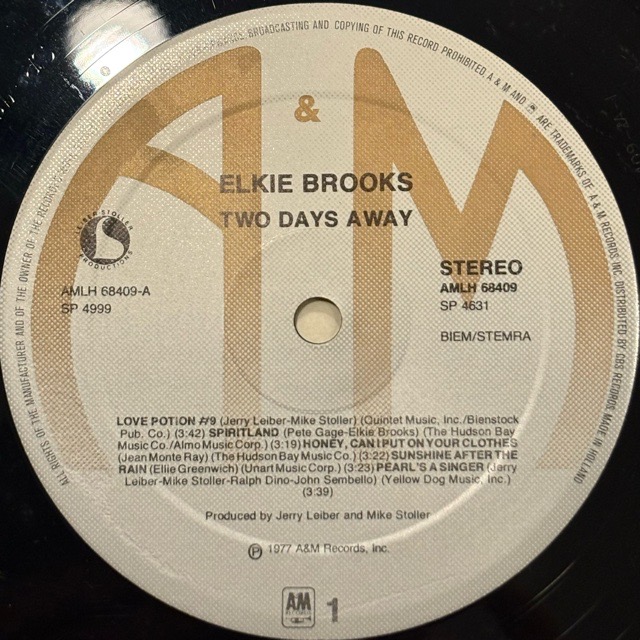 BROADCASTING AND COPYING OF THIS RECORD PROHIBITED. A & M AND ARE TRADEMARKS OF A & M RECORDS INC. DISTRIBUTED BY CBS RECORDS MADE IN HOLLAND
ALL RIGHTS OF THE MANUFACTURER AND OF THE OWNER OF THE RECORDED
A & M
ELKIE BROOKS
TWO DAYS AWAY
LEIBER STOLLER
PRODUCTIONS
AMLH 68409-A
SP 4999
STEREO
AMLH 68409
SP 4631
BIEM/STEMRA
LOVE POTION #9 (Jerry Leiber-Mike Stoller) (Quintet Music, Inc./Bienstock
Pub. Co.) (3:42) SPIRITLAND (Pete Gage-Elkie Brooks) (The Hudson Bay
Music Co./Almo Music Corp.) (3:19) HONEY, CAN I PUT ON YOUR CLOTHES
(Jean Monte Ray) (The Hudson Bay Music Co.) (3:22) SUNSHINE AFTER THE
RAIN (Ellie Greenwich) (Unart Music Corp.) (3:23) PEARL'S A SINGER (Jerry
Leiber-Mike Stoller-Ralph Dino-John Sembello) (Yellow Dog Music, Inc.)
(3:39)
Produced by Jerry Leiber and Mike Stoller
℗ 1977 A&M Records, Inc.
AM
RECORDS
1